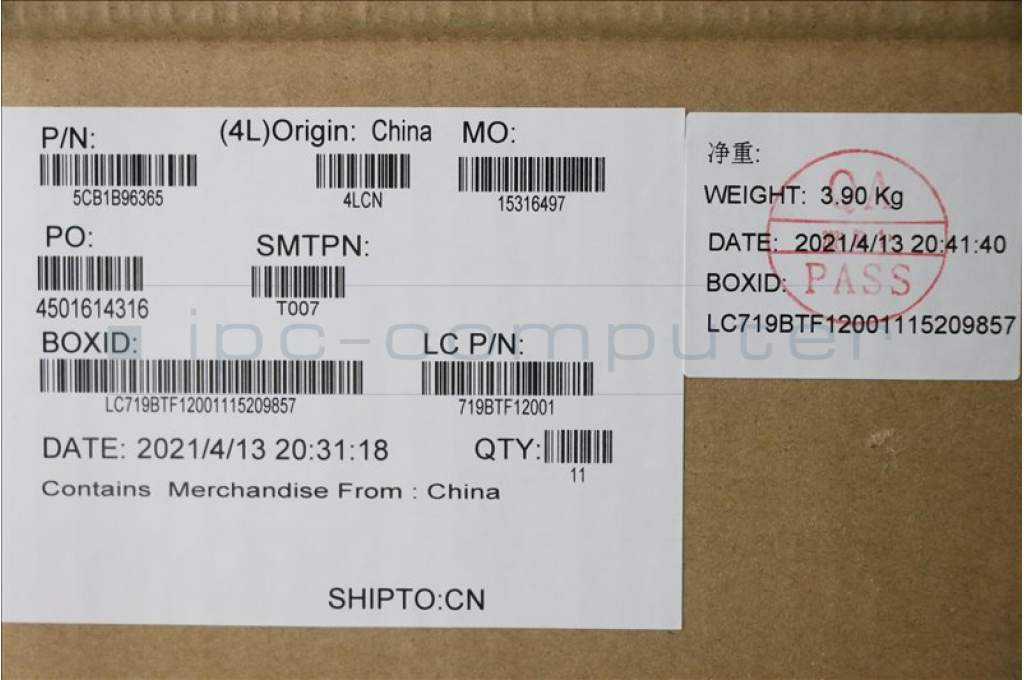 P/N:
5CB1B96365
(4L)Origin: China
4LCN
MO:
15316497
PO:
4501614316
SMTPN:
T007
BOXID:
LC719BTF12001115209857
LC P/N:
719BTF12001
DATE: 2021/4/13 20:31:18
QTY:
11
Contains Merchandise From : China
SHIPTO:CN
净重:
WEIGHT: 3.90 Kg
DATE: 2021/4/13 20:41:40
BOXID:
LC719BTF12001115209857
QA
PASS
ipc-computer